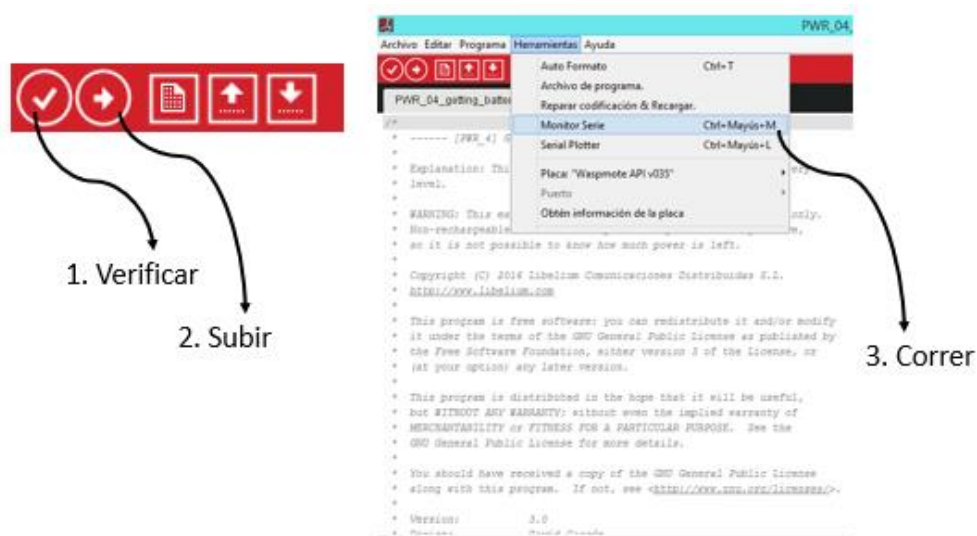 1. Verificar
2. Subir
3. Correr
PWR_04_
Archivo Editar Programa Herramientas Ayuda
Auto Formato Ctrl+T
Archivo de programa.
Reparar codificación & Recargar.
Monitor Serie Ctrl+Mayús+M
Serial Plotter Ctrl+Mayús+L
Placa: "Waspmote API v035"
Puerto
Obtén información de la placa
PWR_04_getting_batter
/*
* ------ [PWR_4] G
*
* Explanation: Thi
* level.
*
* WARNING: This ex only.
* Non-rechargeable
* so it is not possible to know how much power is left.
*
* Copyright (C) 2016 Libelium Comunicaciones Distribuidas S.L.
* http://www.libelium.com
*
* This program is free software: you can redistribute it and/or modify
* it under the terms of the GNU General Public License as published by
* the Free Software Foundation, either version 3 of the License, or
* (at your option) any later version.
*
* This program is distributed in the hope that it will be useful,
* but WITHOUT ANY WARRANTY; without even the implied warranty of
* MERCHANTABILITY or FITNESS FOR A PARTICULAR PURPOSE. See the
* GNU General Public License for more details.
*
* You should have received a copy of the GNU General Public License
* along with this program. If not, see <http://www.gnu.org/licenses/>.
*
* Version: 3.0